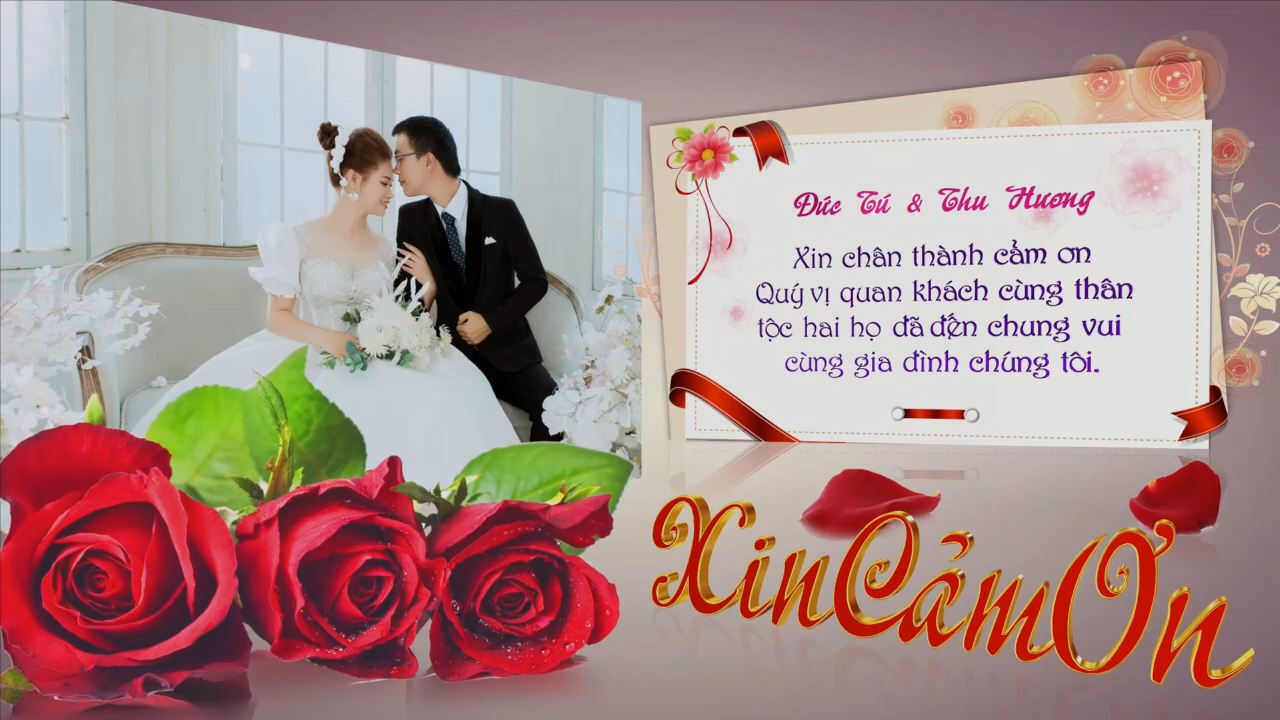 Đức Tú & Thu Hương
Xin chân thành cảm ơn
Quý vị quan khách cùng thân
tộc hai họ đã đến chung vui
cùng gia đình chúng tôi.
Xin Cảm Ơn